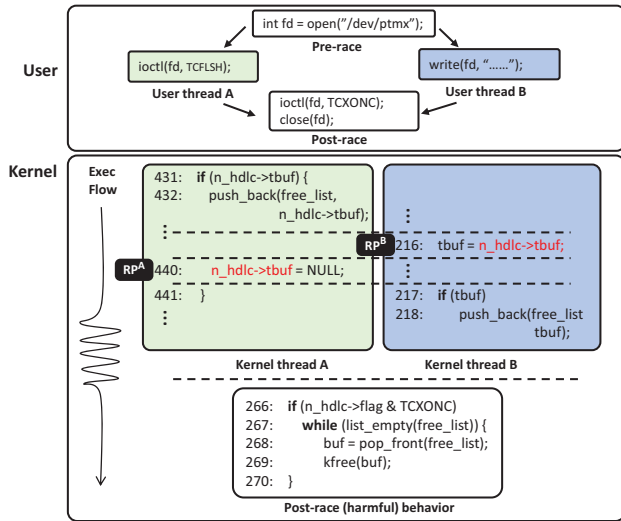 int fd = open(”/dev/ptmx”);
Pre-race
User
ioctl(fd, TCFLSH);
write(fd, “……”);
User thread A
User thread B
ioctl(fd, TCXONC);
close(fd);
Post-race
Kernel
Exec
Flow
431: if (n_hdlc->tbuf) {
432: push_back(free_list,
n_hdlc->tbuf);
⋮
RPᴬ
440: n_hdlc->tbuf = NULL;
441: }
⋮
Kernel thread A
⋮
RPᴮ
216: tbuf = n_hdlc->tbuf;
⋮
217: if (tbuf)
218: push_back(free_list
tbuf);
Kernel thread B
266: if (n_hdlc->flag & TCXONC)
267: while (list_empty(free_list)) {
268: buf = pop_front(free_list);
269: kfree(buf);
270: }
Post-race (harmful) behavior